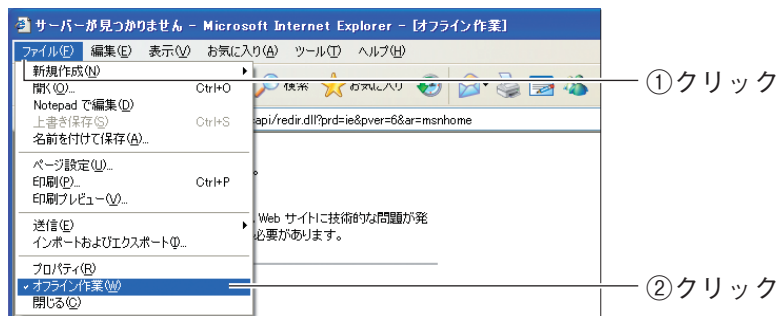 サーバーが見つかりません - Microsoft Internet Explorer - [オフライン作業]
ファイル(F) 編集(E) 表示(V) お気に入り(A) ツール(T) ヘルプ(H)
新規作成(N)
開く(O)... Ctrl+O
検索 お気に入り
①クリック
Notepad で編集(D)
上書き保存(S) Ctrl+S
api/redir.dll?prd=ie&pver=6&ar=msnhome
名前を付けて保存(A)...
ページ設定(U)...
印刷(P)... Ctrl+P
印刷プレビュー(V)...
送信(E)
Web サイトに技術的な問題が発
インポートおよびエクスポート(I)...
必要があります。
プロパティ(R)
オフライン作業(W)
②クリック
閉じる(C)